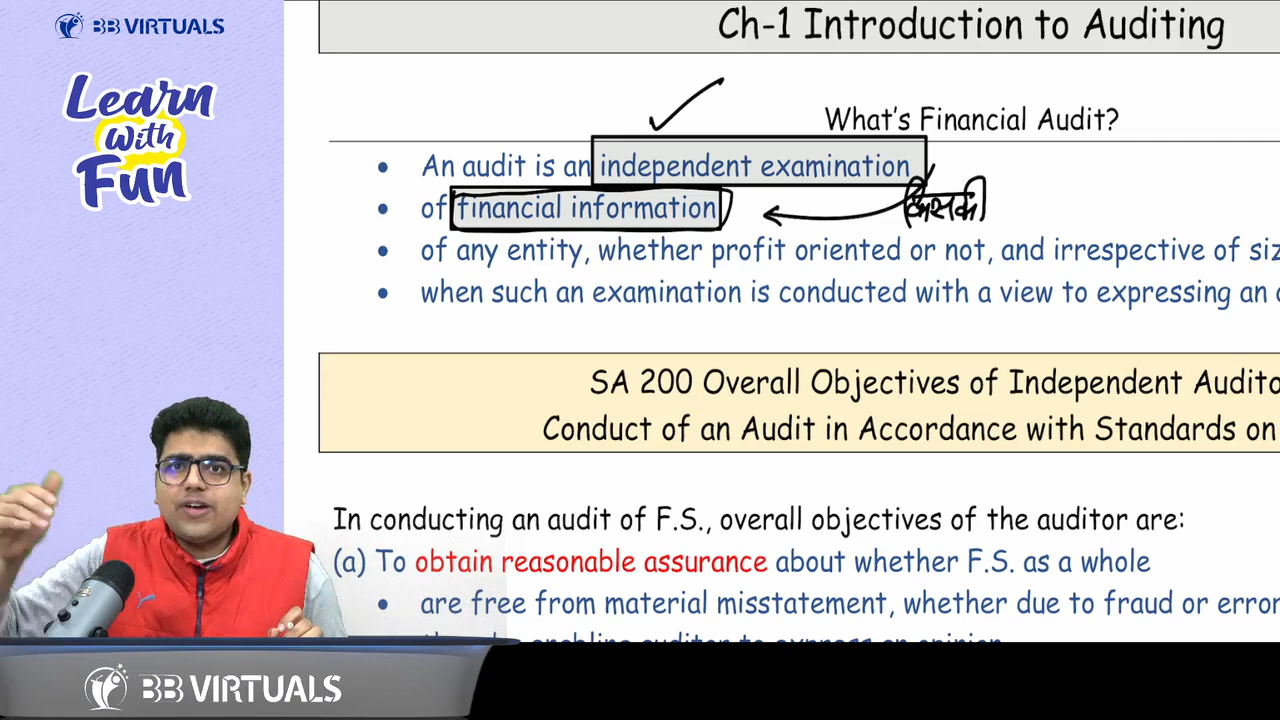 BB VIRTUALS
Learn
With
Fun
Ch-1 Introduction to Auditing
What's Financial Audit?
• An audit is an independent examination
• of financial information
• of any entity, whether profit oriented or not, and irrespective of
• when such an examination is conducted with a view to expressing an
SA 200 Overall Objectives of Independent
Conduct of an Audit in Accordance with Standards on
In conducting an audit of F.S., overall objectives of the auditor are:
(a) To obtain reasonable assurance about whether F.S. as a whole
• are free from material misstatement, whether due to fraud or error
BB VIRTUALS